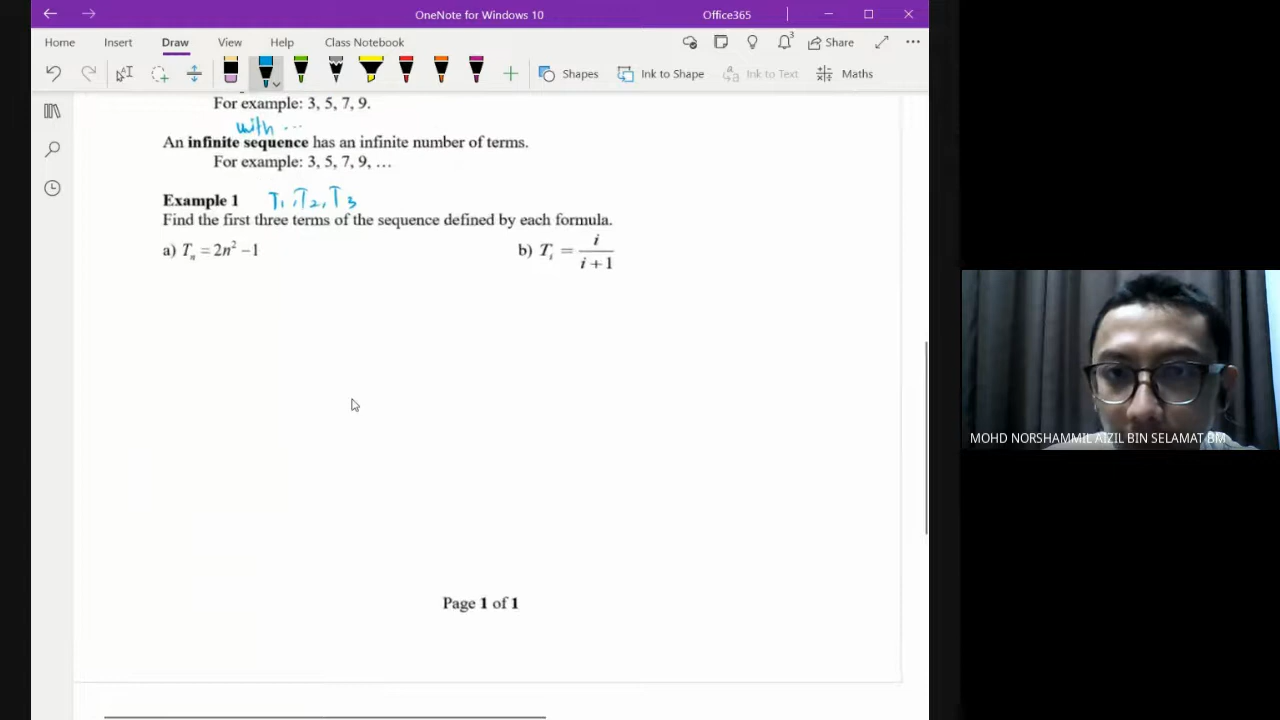 OneNote for Windows 10
Office365
Home Insert Draw View Help Class Notebook
3
Share
Shapes
Ink to Shape
Ink to Text
Maths
For example: 3, 5, 7, 9.
with ...
An infinite sequence has an infinite number of terms.
For example: 3, 5, 7, 9, …
Example 1 T₁, T₂, T₃
Find the first three terms of the sequence defined by each formula.
a) Tₙ = 2n² −1
b) Tᵢ = i / i + 1
Page 1 of 1
MOHD NORSHAMMIL AIZIL BIN SELAMAT BM